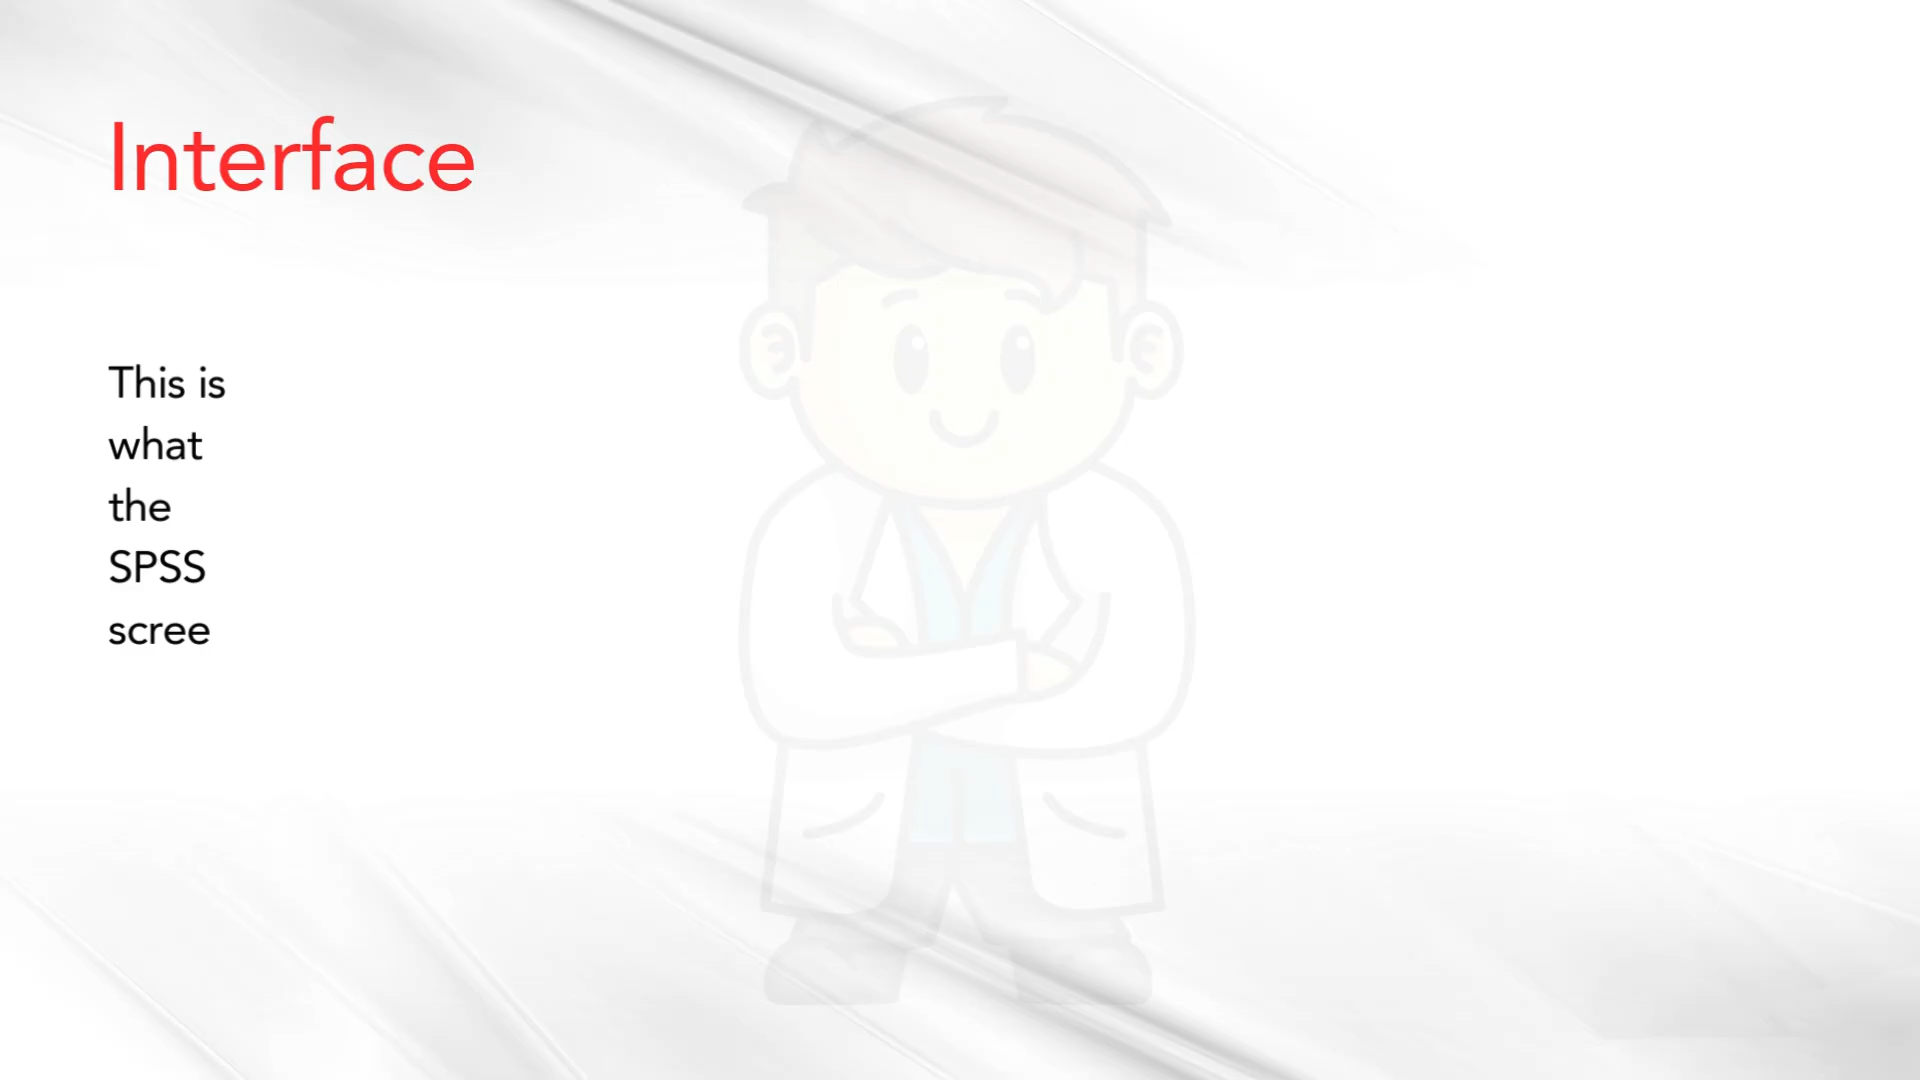 Interface
This is
what
the
SPSS
scree